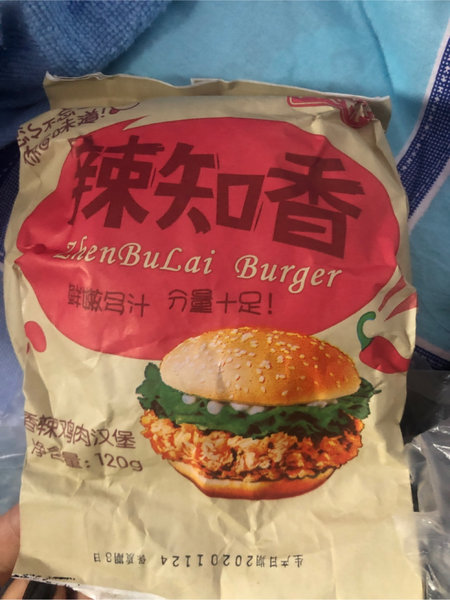 辣知香
ZhenBuLai Burger
鲜嫩多汁 分量十足!
香辣鸡肉汉堡
净含量:120g
生产日期20201124 保质期3日